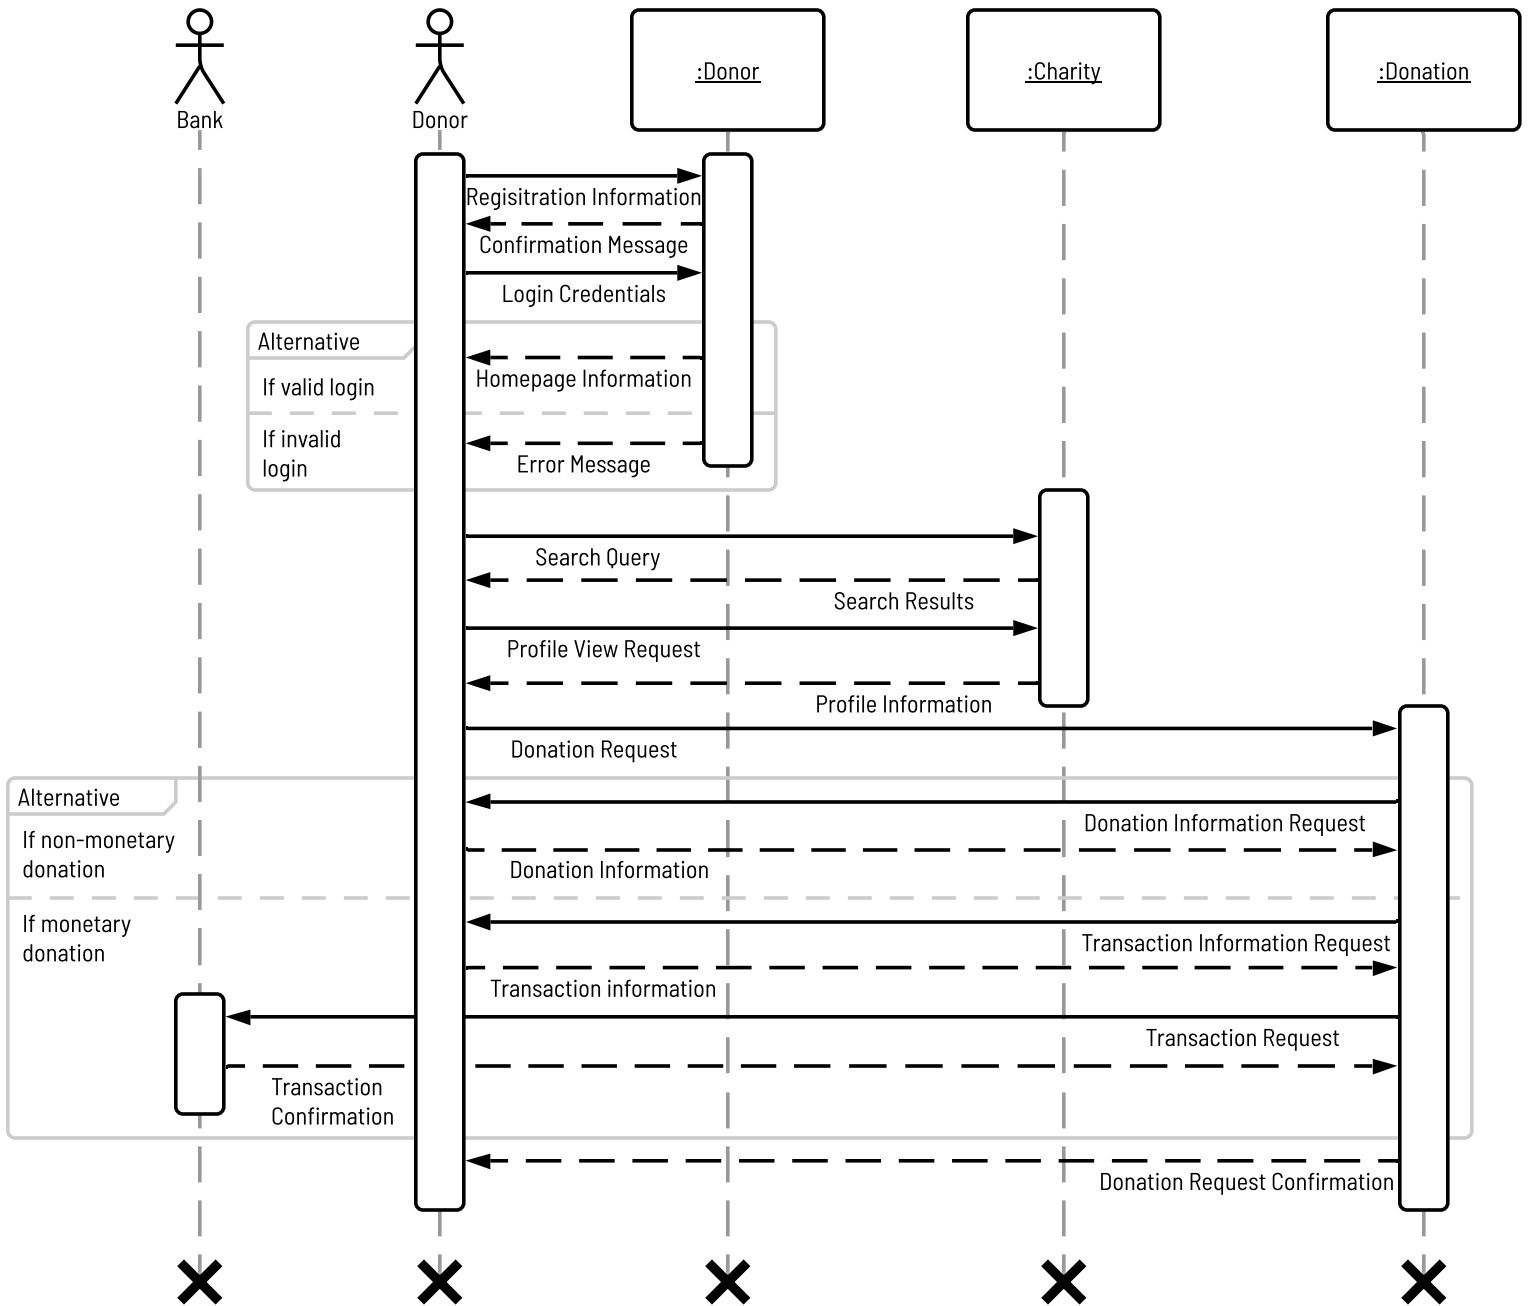 Bank
Donor
:Donor
:Charity
:Donation
Regisitration Information
Confirmation Message
Login Credentials
Alternative
Homepage Information
If valid login
If invalid
login
Error Message
Search Query
Search Results
Profile View Request
Profile Information
Donation Request
Alternative
Donation Information Request
If non-monetary
donation
Donation Information
If monetary
donation
Transaction Information Request
Transaction information
Transaction Request
Transaction
Confirmation
Donation Request Confirmation